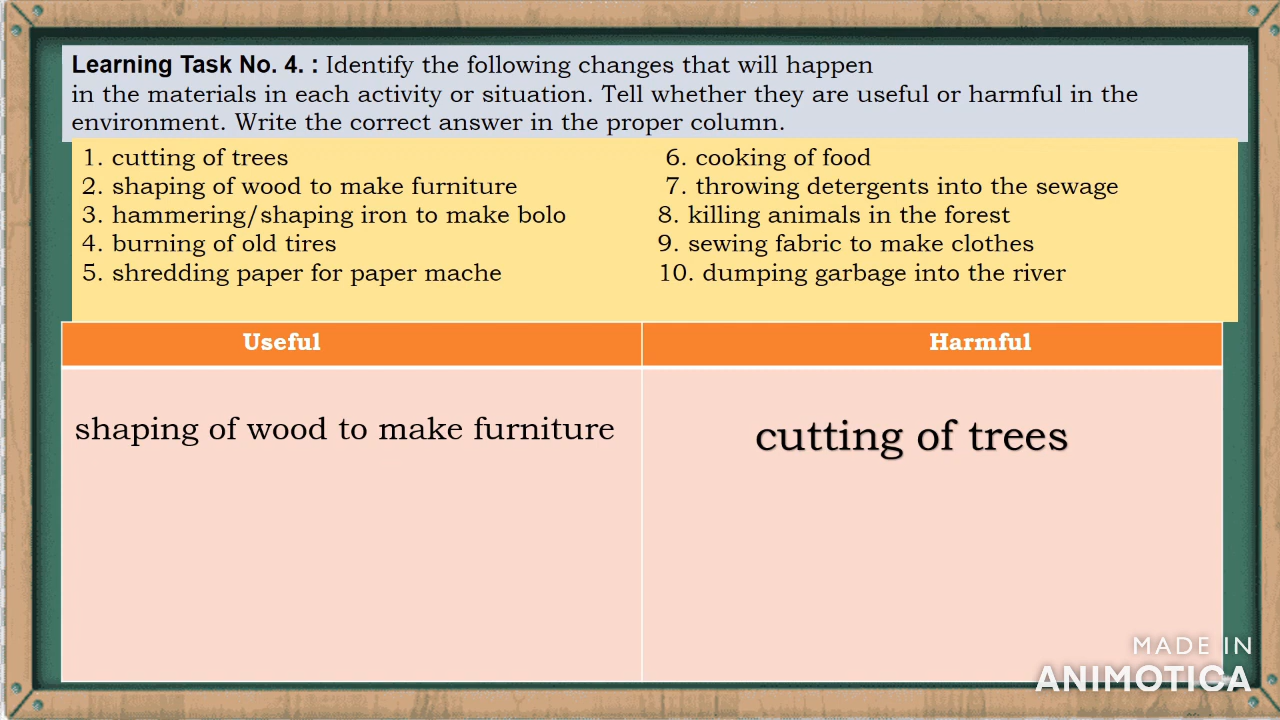 Learning Task No. 4. : Identify the following changes that will happen
in the materials in each activity or situation. Tell whether they are useful or harmful in the
environment. Write the correct answer in the proper column.
1. cutting of trees
2. shaping of wood to make furniture
3. hammering/shaping iron to make bolo
4. burning of old tires
5. shredding paper for paper mache
6. cooking of food
7. throwing detergents into the sewage
8. killing animals in the forest
9. sewing fabric to make clothes
10. dumping garbage into the river
Useful
Harmful
shaping of wood to make furniture
cutting of trees
MADE IN
ANIMOTICA